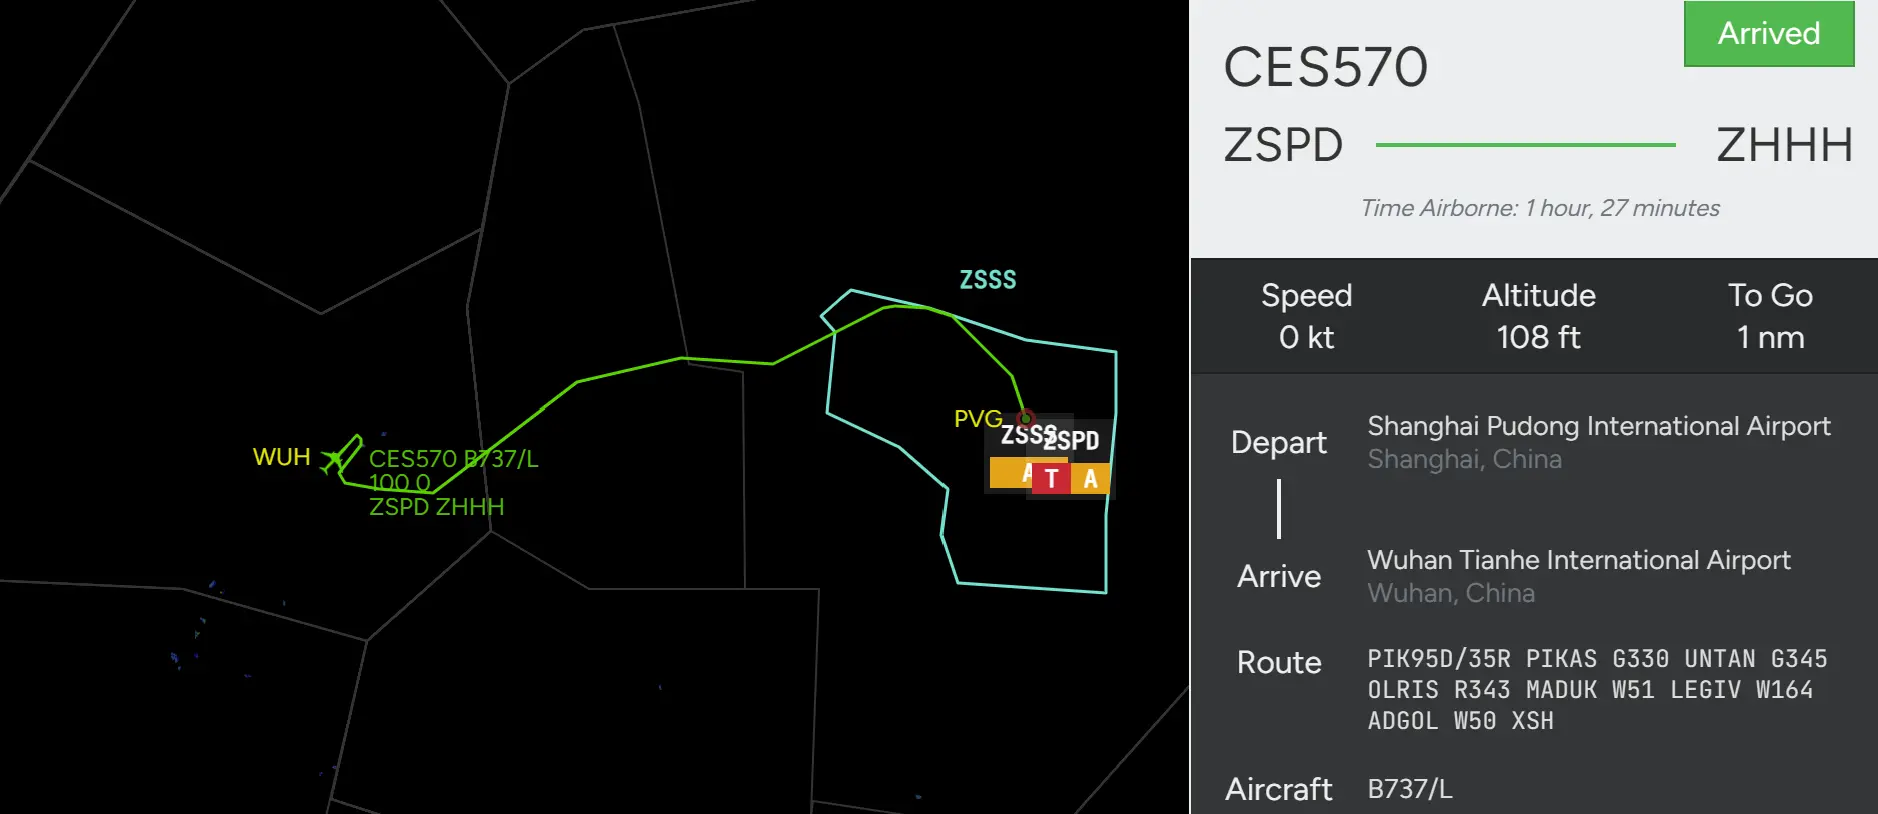 ZSSS
PVG
ZSSS
ZSPD
A
T A
WUH
CES570 B737/L
100 0
ZSPD ZHHH
Arrived
CES570
ZSPD ZHHH
Time Airborne: 1 hour, 27 minutes
Speed Altitude To Go
0 kt 108 ft 1 nm
Depart
Shanghai Pudong International Airport
Shanghai, China
Arrive
Wuhan Tianhe International Airport
Wuhan, China
Route
PIK95D/35R PIKAS G330 UNTAN G345
OLRIS R343 MADUK W51 LEGIV W164
ADGOL W50 XSH
Aircraft B737/L